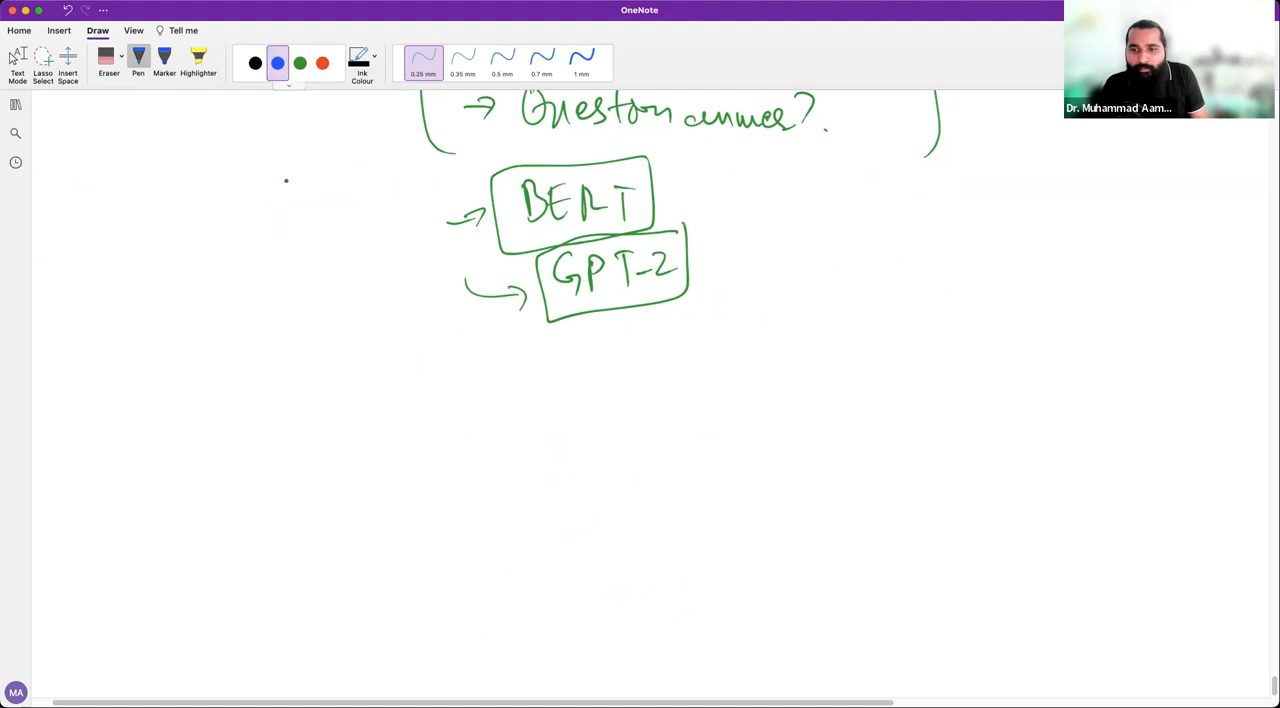 OneNote
Home Insert Draw View Tell me
Text Mode
Lasso Select
Insert Space
Eraser
Pen
Marker
Highlighter
Ink Colour
0.25 mm
0.35 mm
0.5 mm
0.7 mm
1 mm
Dr. Muhammad Aam...
→ Question answer?
→ BERT
GPT-2
MA